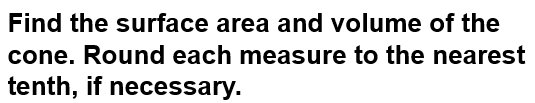 Find the surface area and volume of the
cone. Round each measure to the nearest
tenth, if necessary.